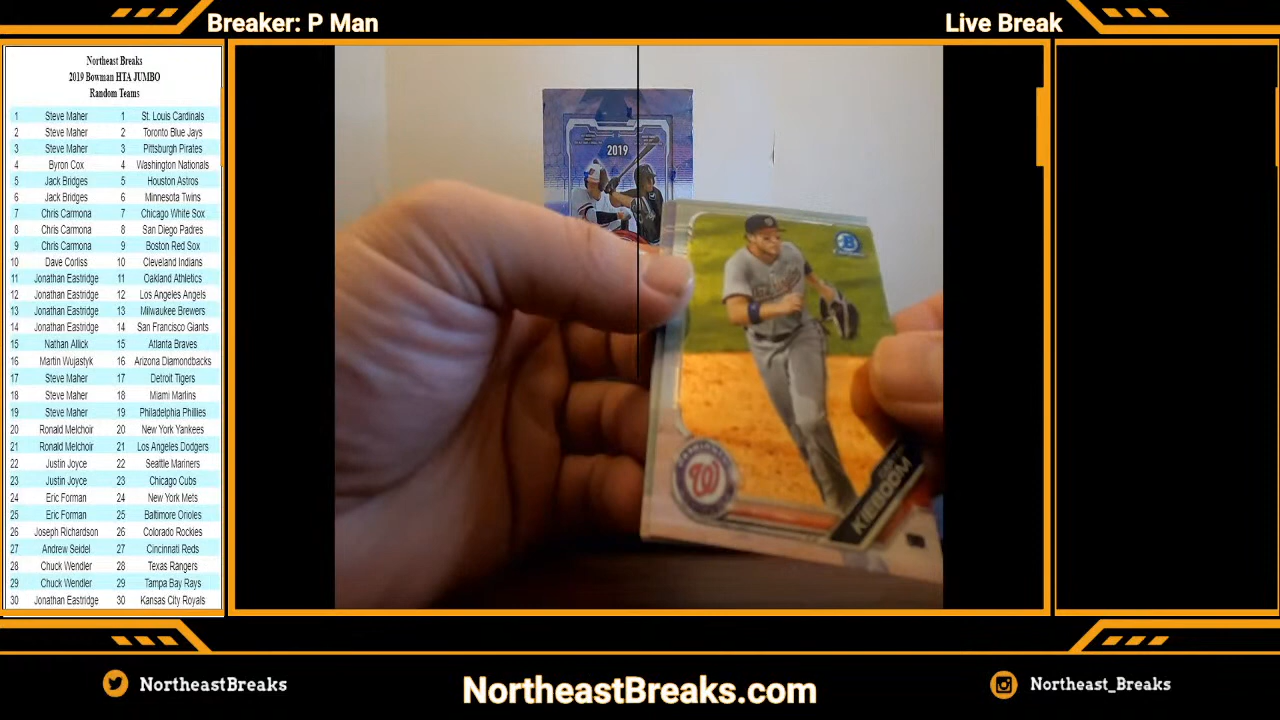 Breaker: P Man
Live Break
Northeast Breaks
2019 Bowman HTA JUMBO
Random Teams
1 Steve Maher 1 St. Louis Cardinals
2 Steve Maher 2 Toronto Blue Jays
3 Steve Maher 3 Pittsburgh Pirates
4 Byron Cox 4 Washington Nationals
5 Jack Bridges 5 Houston Astros
6 Jack Bridges 6 Minnesota Twins
7 Chris Carmona 7 Chicago White Sox
8 Chris Carmona 8 San Diego Padres
9 Chris Carmona 9 Boston Red Sox
10 Dave Corliss 10 Cleveland Indians
11 Jonathan Eastridge 11 Oakland Athletics
12 Jonathan Eastridge 12 Los Angeles Angels
13 Jonathan Eastridge 13 Milwaukee Brewers
14 Jonathan Eastridge 14 San Francisco Giants
15 Nathan Allick 15 Atlanta Braves
16 Martin Wujastyk 16 Arizona Diamondbacks
17 Steve Maher 17 Detroit Tigers
18 Steve Maher 18 Miami Marlins
19 Steve Maher 19 Philadelphia Phillies
20 Ronald Melchoir 20 New York Yankees
21 Ronald Melchoir 21 Los Angeles Dodgers
22 Justin Joyce 22 Seattle Mariners
23 Justin Joyce 23 Chicago Cubs
24 Eric Forman 24 New York Mets
25 Eric Forman 25 Baltimore Orioles
26 Joseph Richardson 26 Colorado Rockies
27 Andrew Seidel 27 Cincinnati Reds
28 Chuck Wendler 28 Texas Rangers
29 Chuck Wendler 29 Tampa Bay Rays
30 Jonathan Eastridge 30 Kansas City Royals
2019
B
W
KIEBOOM
NortheastBreaks
NortheastBreaks.com
Northeast_Breaks